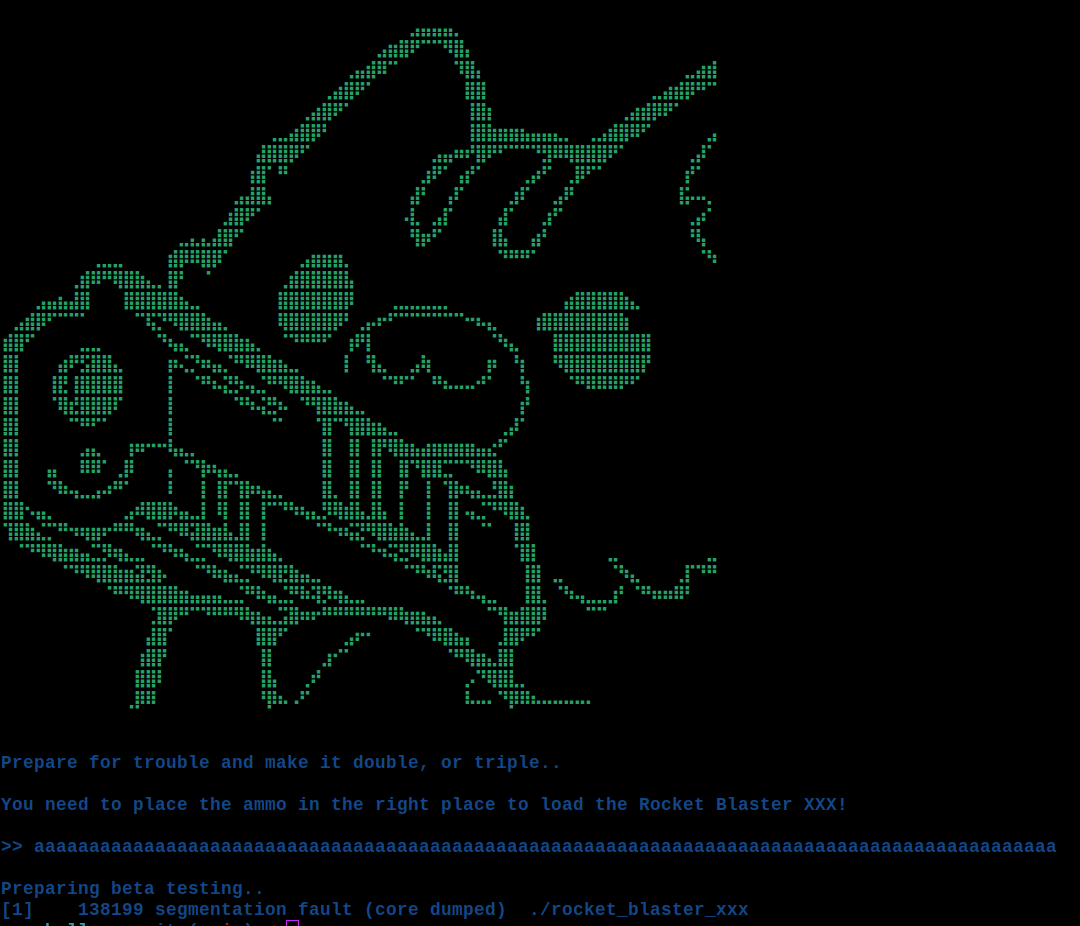 Prepare for trouble and make it double, or triple..
You need to place the ammo in the right place to load the Rocket Blaster XXX!
>> aaaaaaaaaaaaaaaaaaaaaaaaaaaaaaaaaaaaaaaaaaaaaaaaaaaaaaaaaaaaaaaaaaaaaaaaaaaaaaaaaaaaaaaaaaaaa
Preparing beta testing..
[1]    138199 segmentation fault (core dumped)  ./rocket_blaster_xxx